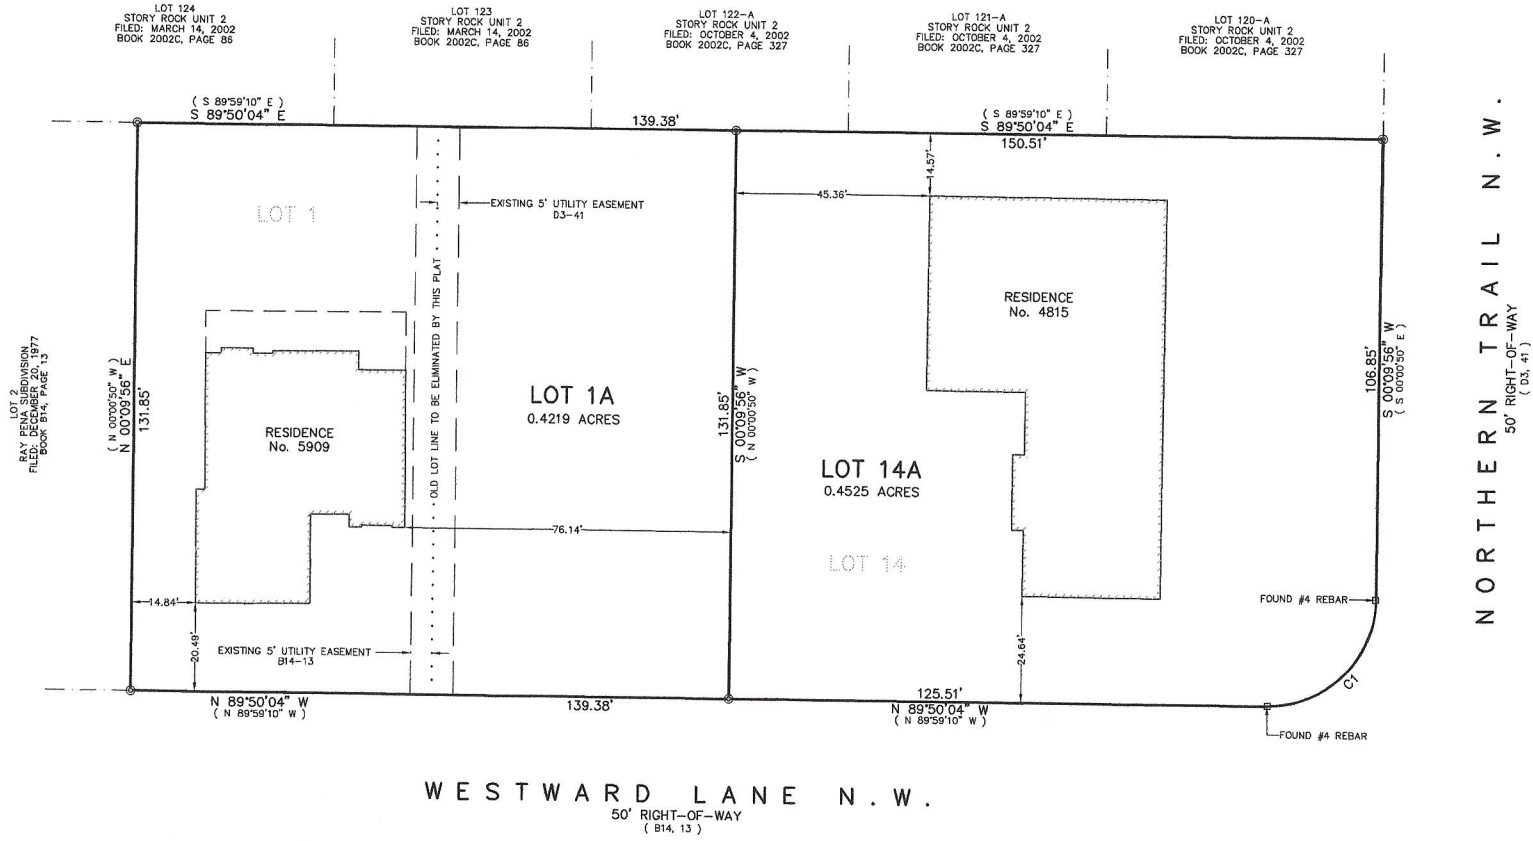 LOT 124
STORY ROCK UNIT 2
FILED: MARCH 14, 2002
BOOK 2002C, PAGE 86
LOT 123
STORY ROCK UNIT 2
FILED: MARCH 14, 2002
BOOK 2002C, PAGE 86
LOT 122-A
STORY ROCK UNIT 2
FILED: OCTOBER 4, 2002
BOOK 2002C, PAGE 327
LOT 121-A
STORY ROCK UNIT 2
FILED: OCTOBER 4, 2002
BOOK 2002C, PAGE 327
LOT 120-A
STORY ROCK UNIT 2
FILED: OCTOBER 4, 2002
BOOK 2002C, PAGE 327
( S 89°59'10" E )
S 89°50'04" E
139.38'
( S 89°59'10" E )
S 89°50'04" E
150.51'
14.57'
45.36'
LOT 1
EXISTING 5' UTILITY EASEMENT
D3-41
OLD LOT LINE TO BE ELIMINATED BY THIS PLAT
RESIDENCE
No. 4815
LOT 2
RAY PENA SUBDIVISION
FILED: DECEMBER 20, 1977
BOOK B14, PAGE 13
( N 00°00'50" W )
N 00°09'56" E
131.85'
RESIDENCE
No. 5909
LOT 1A
0.4219 ACRES
131.85'
S 00°09'56" W
( N 00°00'50" W )
LOT 14A
0.4525 ACRES
106.85'
S 00°09'56" W
( S 00°00'50" E )
NORTHERN TRAIL N.W.
50' RIGHT-OF-WAY
( D3, 41 )
76.14'
LOT 14
14.84'
20.49'
EXISTING 5' UTILITY EASEMENT
B14-13
24.64'
FOUND #4 REBAR
C1
N 89°50'04" W
( N 89°59'10" W )
139.38'
125.51'
N 89°50'04" W
( N 89°59'10" W )
FOUND #4 REBAR
WESTWARD LANE N.W.
50' RIGHT-OF-WAY
( B14, 13 )